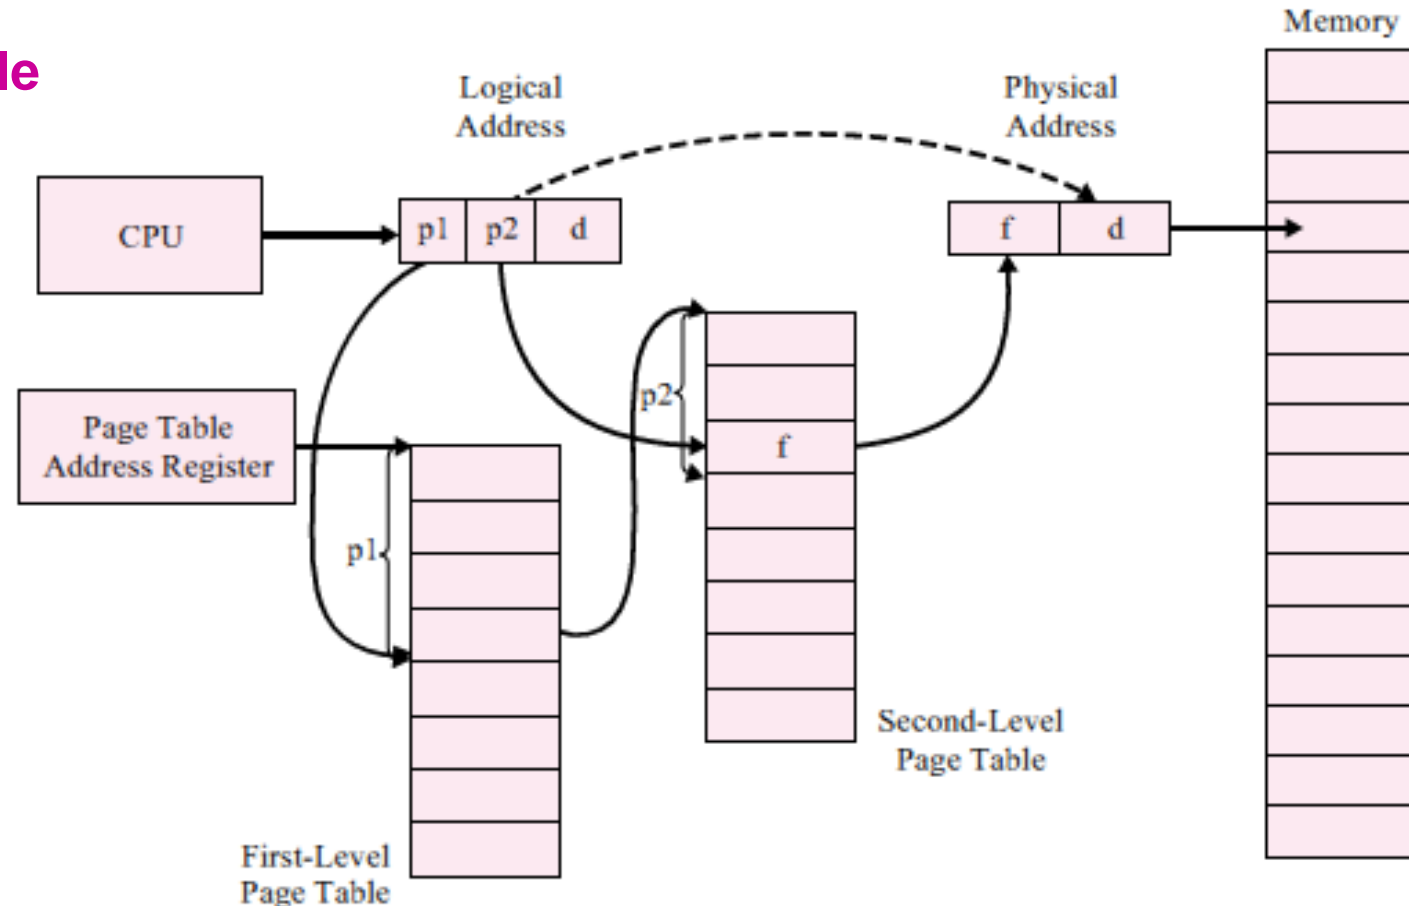 le
Memory
Logical
Address
Physical
Address
CPU
p1 p2 d
f d
Page Table
Address Register
p2
f
p1
Second-Level
Page Table
First-Level
Page Table